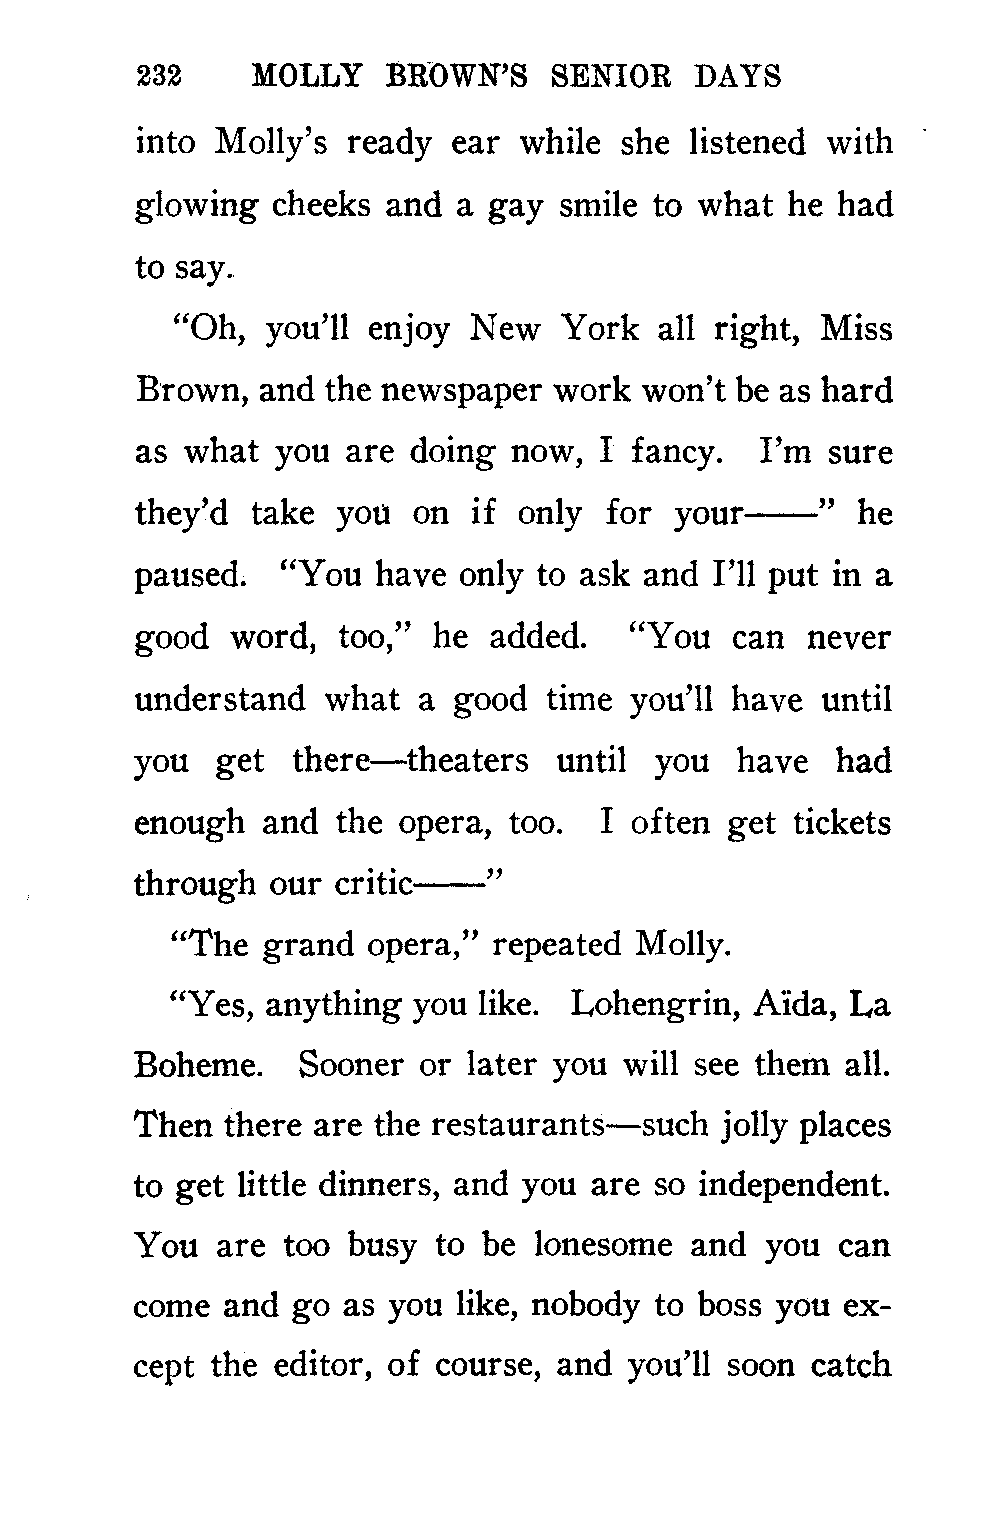 232 MOLLY BROWN'S SENIOR DAYS
into Molly's ready ear while she listened with
glowing cheeks and a gay smile to what he had
to say.
“Oh, you'll enjoy New York all right, Miss
Brown, and the newspaper work won't be as hard
as what you are doing now, I fancy. I'm sure
they'd take you on if only for your——” he
paused. “You have only to ask and I'll put in a
good word, too,” he added. “You can never
understand what a good time you'll have until
you get there—theaters until you have had
enough and the opera, too. I often get tickets
through our critic——”
“The grand opera,” repeated Molly.
“Yes, anything you like. Lohengrin, Aïda, La
Boheme. Sooner or later you will see them all.
Then there are the restaurants—such jolly places
to get little dinners, and you are so independent.
You are too busy to be lonesome and you can
come and go as you like, nobody to boss you ex-
cept the editor, of course, and you'll soon catch